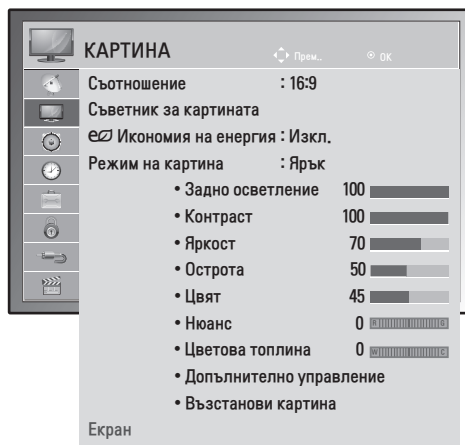 КАРТИНА Прем.. OK
Съотношение : 16:9
Съветник за картината
Икономия на енергия : Изкл.
Режим на картина : Ярък
• Задно осветление 100
• Контраст 100
• Яркост 70
• Острота 50
• Цвят 45
• Нюанс 0 R G
• Цветова топлина 0 W C
• Допълнително управление
• Възстанови картина
Екран